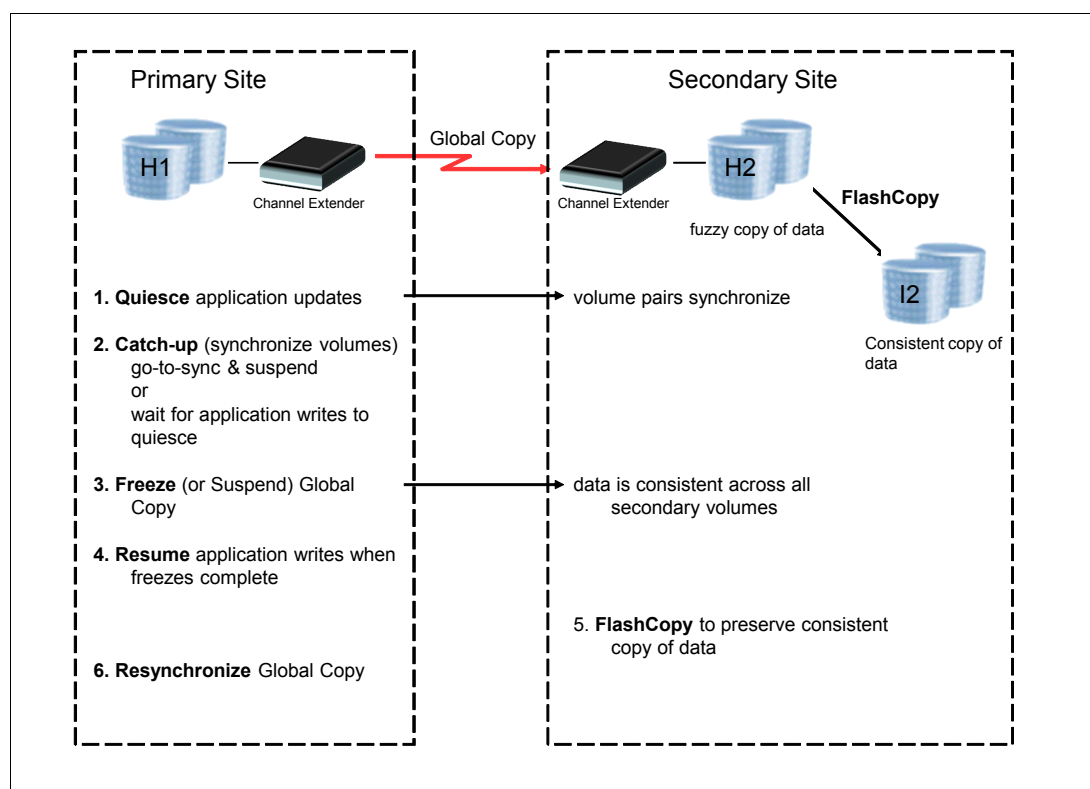 Primary Site
Secondary Site
H1
Channel Extender
Global Copy
Channel Extender
H2
fuzzy copy of data
FlashCopy
I2
Consistent copy of
data
1. Quiesce application updates
volume pairs synchronize
2. Catch-up (synchronize volumes)
go-to-sync & suspend
or
wait for application writes to
quiesce
3. Freeze (or Suspend) Global
Copy
data is consistent across all
secondary volumes
4. Resume application writes when
freezes complete
5. FlashCopy to preserve consistent
copy of data
6. Resynchronize Global Copy